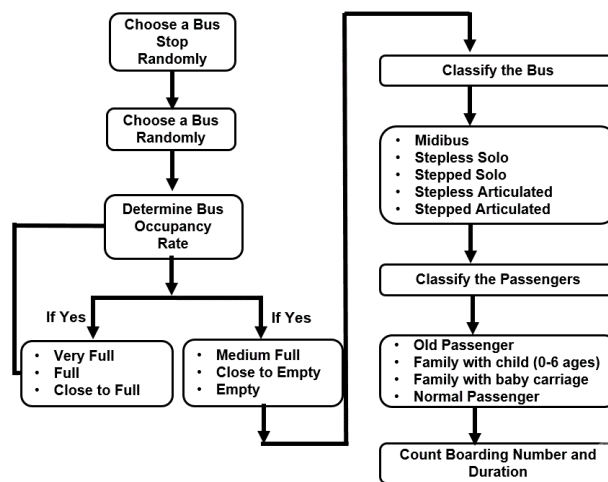 Choose a Bus
Stop
Randomly
Choose a Bus
Randomly
Determine Bus
Occupancy
Rate
If Yes
If Yes
• Very Full
• Full
• Close to Full
• Medium Full
• Close to Empty
• Empty
Classify the Bus
• Midibus
• Stepless Solo
• Stepped Solo
• Stepless Articulated
• Stepped Articulated
Classify the Passengers
• Old Passenger
• Family with child (0-6 ages)
• Family with baby carriage
• Normal Passenger
Count Boarding Number and
Duration